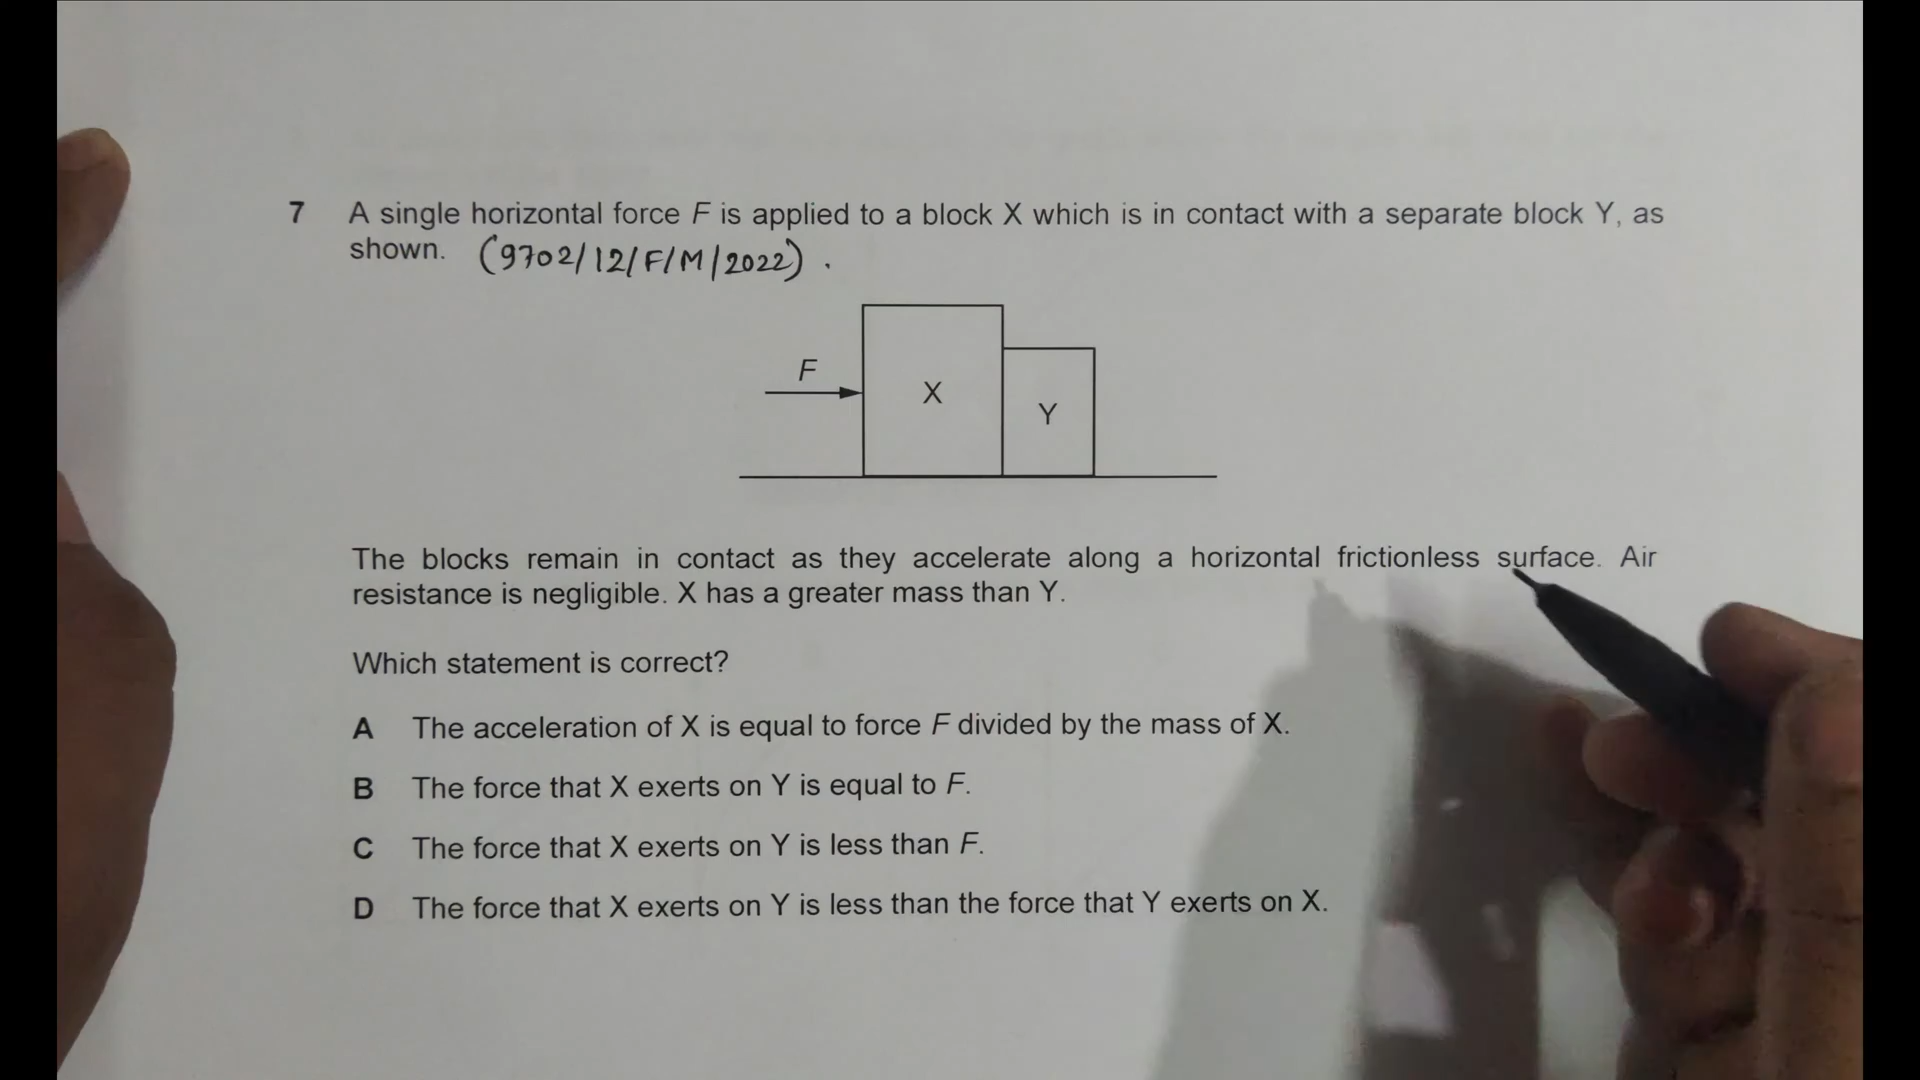 7 A single horizontal force F is applied to a block X which is in contact with a separate block Y, as
shown. (9702/12/F/M/2022).
F
X
Y
The blocks remain in contact as they accelerate along a horizontal frictionless surface. Air
resistance is negligible. X has a greater mass than Y.
Which statement is correct?
A The acceleration of X is equal to force F divided by the mass of X.
B The force that X exerts on Y is equal to F.
C The force that X exerts on Y is less than F.
D The force that X exerts on Y is less than the force that Y exerts on X.